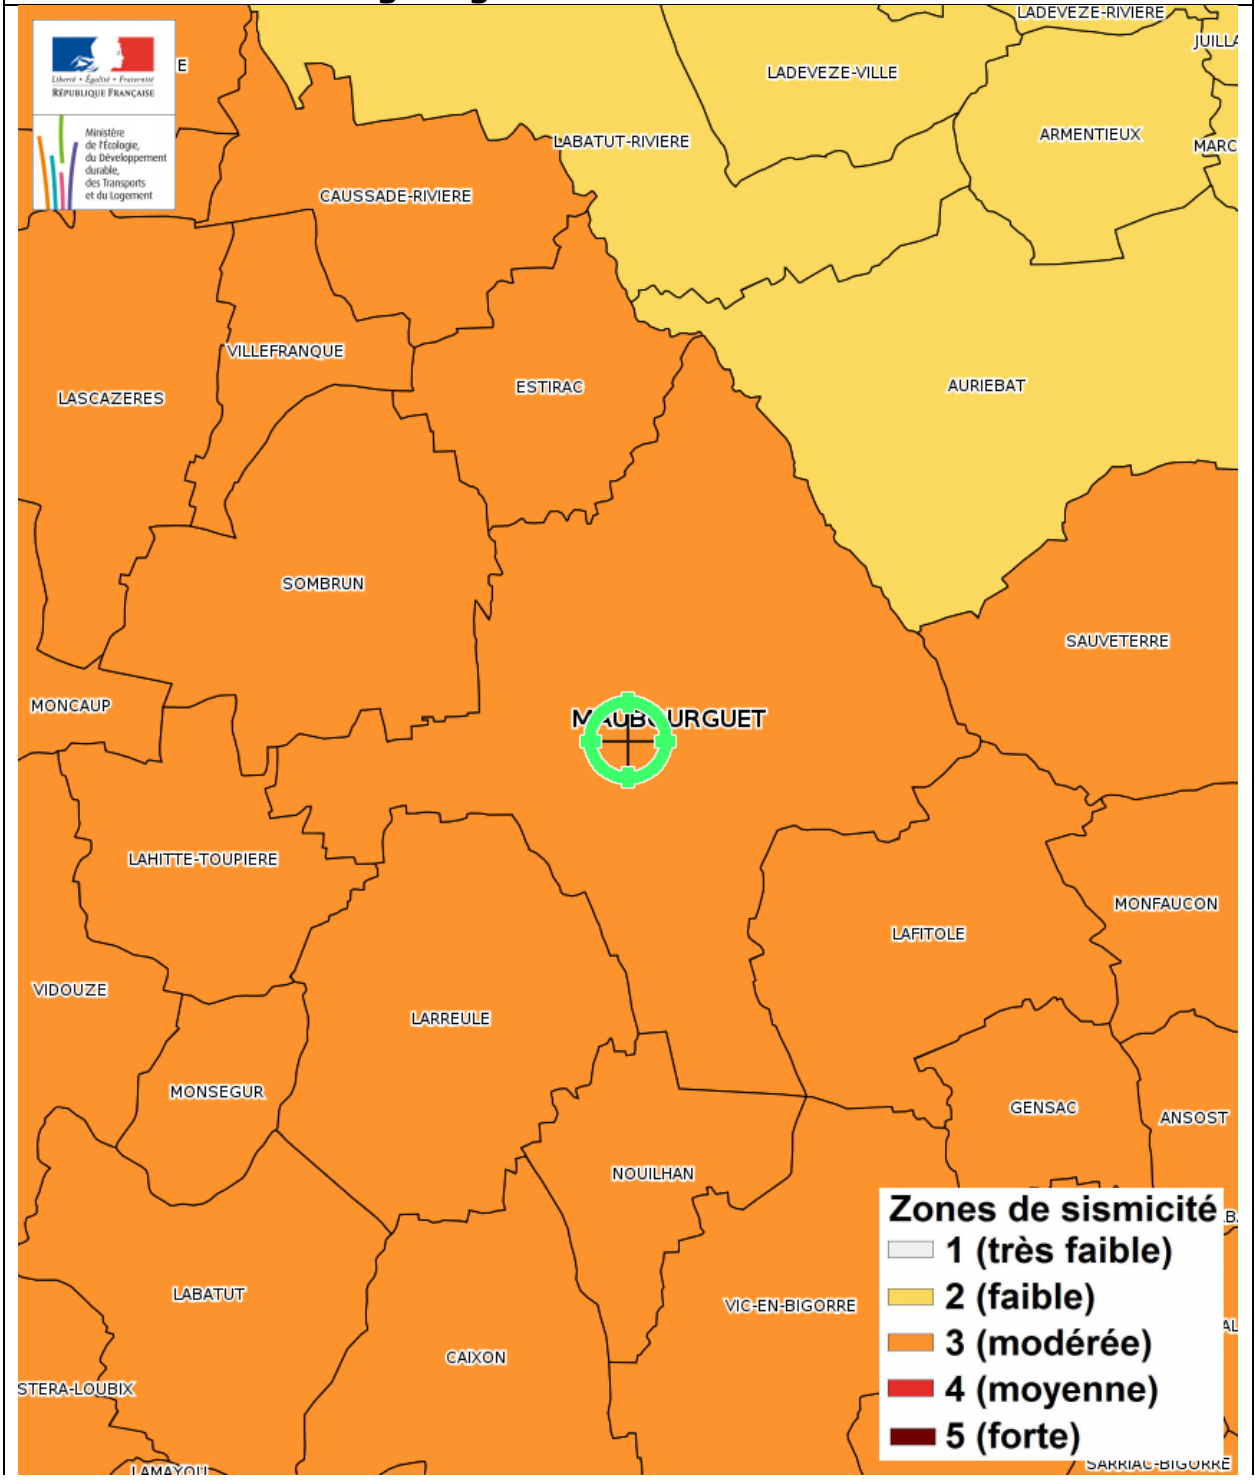 LADEVEZE-RIVIERE
E
Liberté • Égalité • Fraternité
RÉPUBLIQUE FRANÇAISE
LADEVEZE-VILLE
JUILLA
Ministère
de l'Écologie,
du Développement
durable,
des Transports
et du Logement
LABATUT-RIVIERE
ARMENTIEUX
MARC
CAUSSADE-RIVIERE
VILLEFRANQUE
LASCAZERES
ESTIRAC
AURIEBAT
SOMBRUN
SAUVETERRE
MONCAUP
MAUBOURGUET
LAHITTE-TOUPIERE
MONFAUCON
LAFITOLE
VIDOUZE
LARREULE
MONSEGUR
GENSAC
ANSOST
NOUILHAN
LABATUT
VIC-EN-BIGORRE
CAIXON
STERA-LOUBIX
LAMAYOU
Zones de sismicité
1 (très faible)
2 (faible)
3 (modérée)
4 (moyenne)
5 (forte)
SARRIAC-BIGORRE